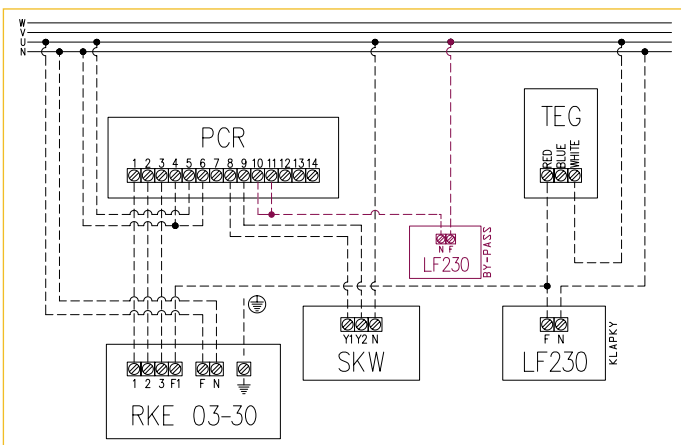 W
V
U
N
PCR
1 2 3 4 5 6 7 8 9 10 11 12 13 14
TEG
RED
BLUE
WHITE
N F
LF230
BY-PASS
Y1 Y2 N
SKW
F N
LF230
KLAPKY
1 2 3 F1 F N
RKE 03-30